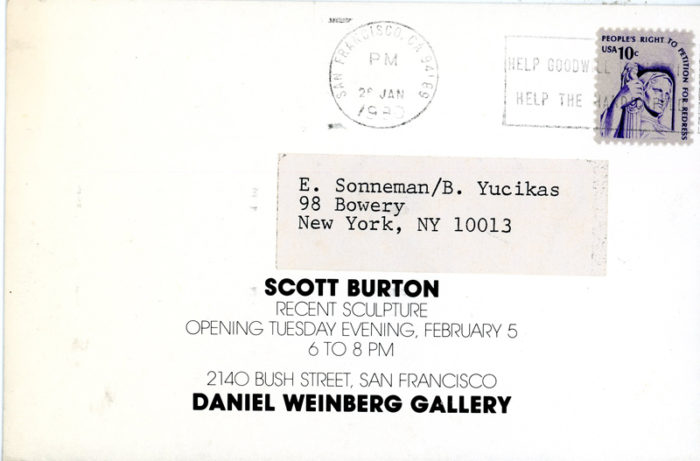 SAN FRANCISCO, CA 941
PM
JAN
PEOPLE'S RIGHT TO PETITION FOR REDRESS
USA 10c
HELP GOODWILL
HELP THE
E. Sonneman/B. Yucikas
98 Bowery
New York, NY 10013
SCOTT BURTON
RECENT SCULPTURE
OPENING TUESDAY EVENING, FEBRUARY 5
6 TO 8 PM
2140 BUSH STREET, SAN FRANCISCO
DANIEL WEINBERG GALLERY